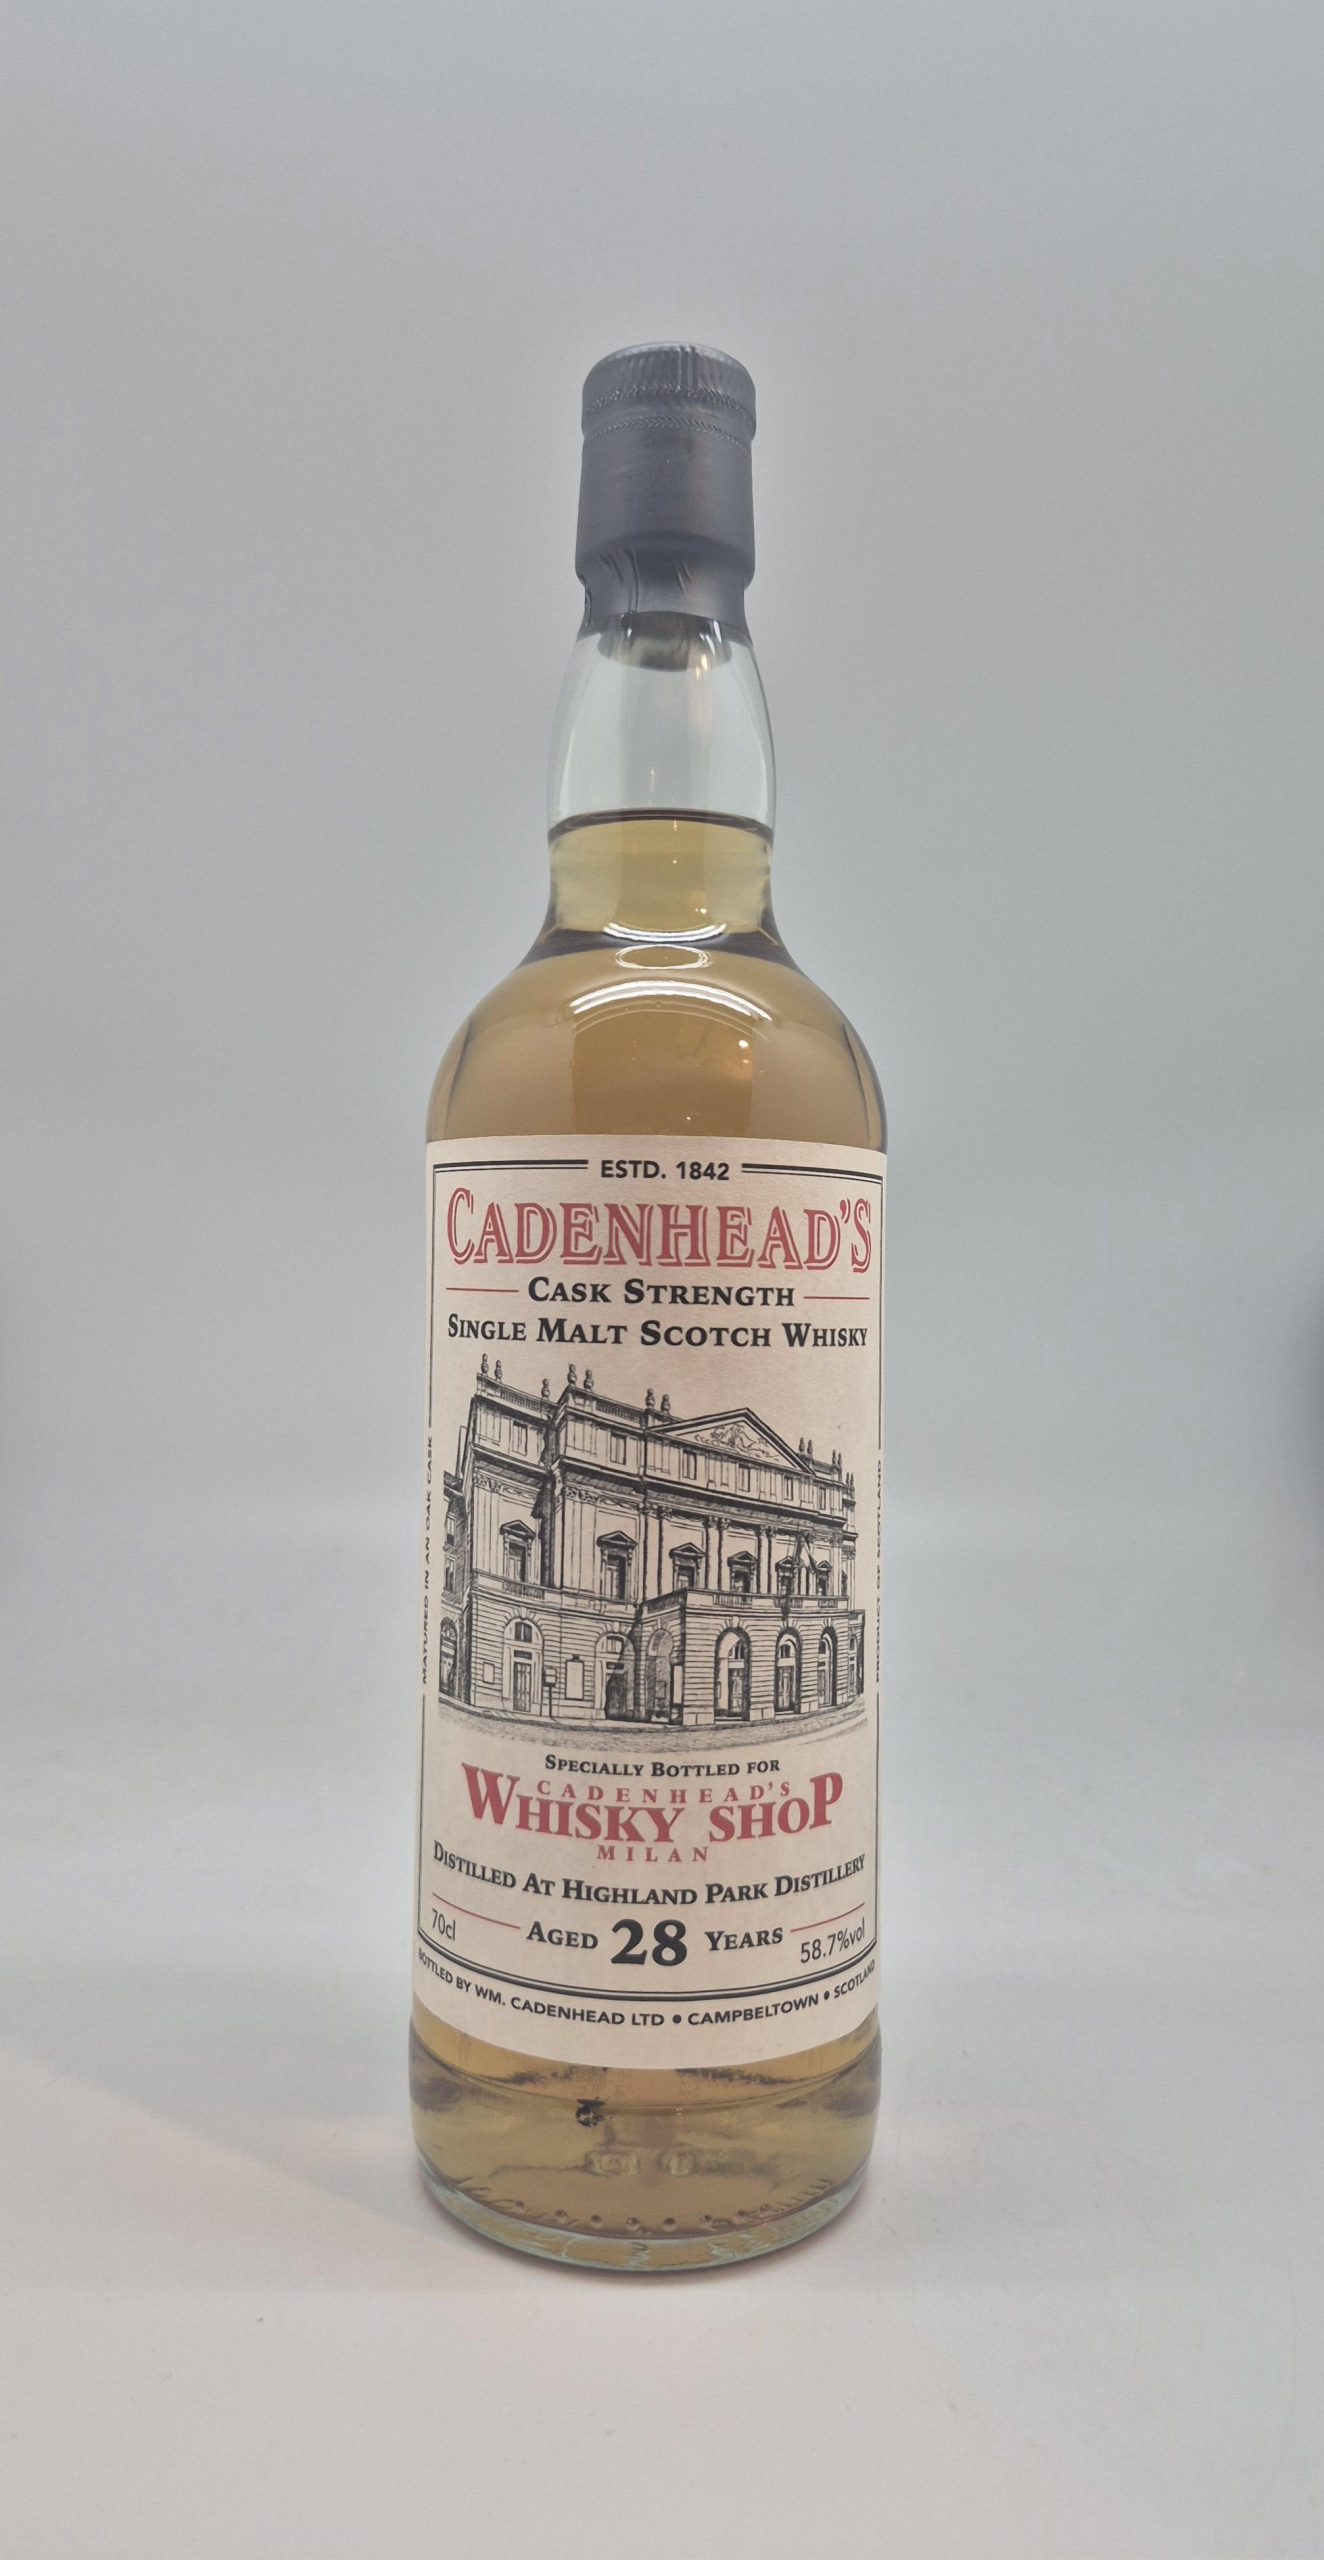 ESTD. 1842
CADENHEAD'S
CASK STRENGTH
SINGLE MALT SCOTCH WHISKY
MATURED IN AN OAK CASK
PRODUCT OF SCOTLAND
SPECIALLY BOTTLED FOR
CADENHEAD'S
WHISKY SHOP
MILAN
DISTILLED AT HIGHLAND PARK DISTILLERY
70cl
AGED 28 YEARS
58.7%vol
BOTTLED BY WM. CADENHEAD LTD • CAMPBELTOWN • SCOTLAND